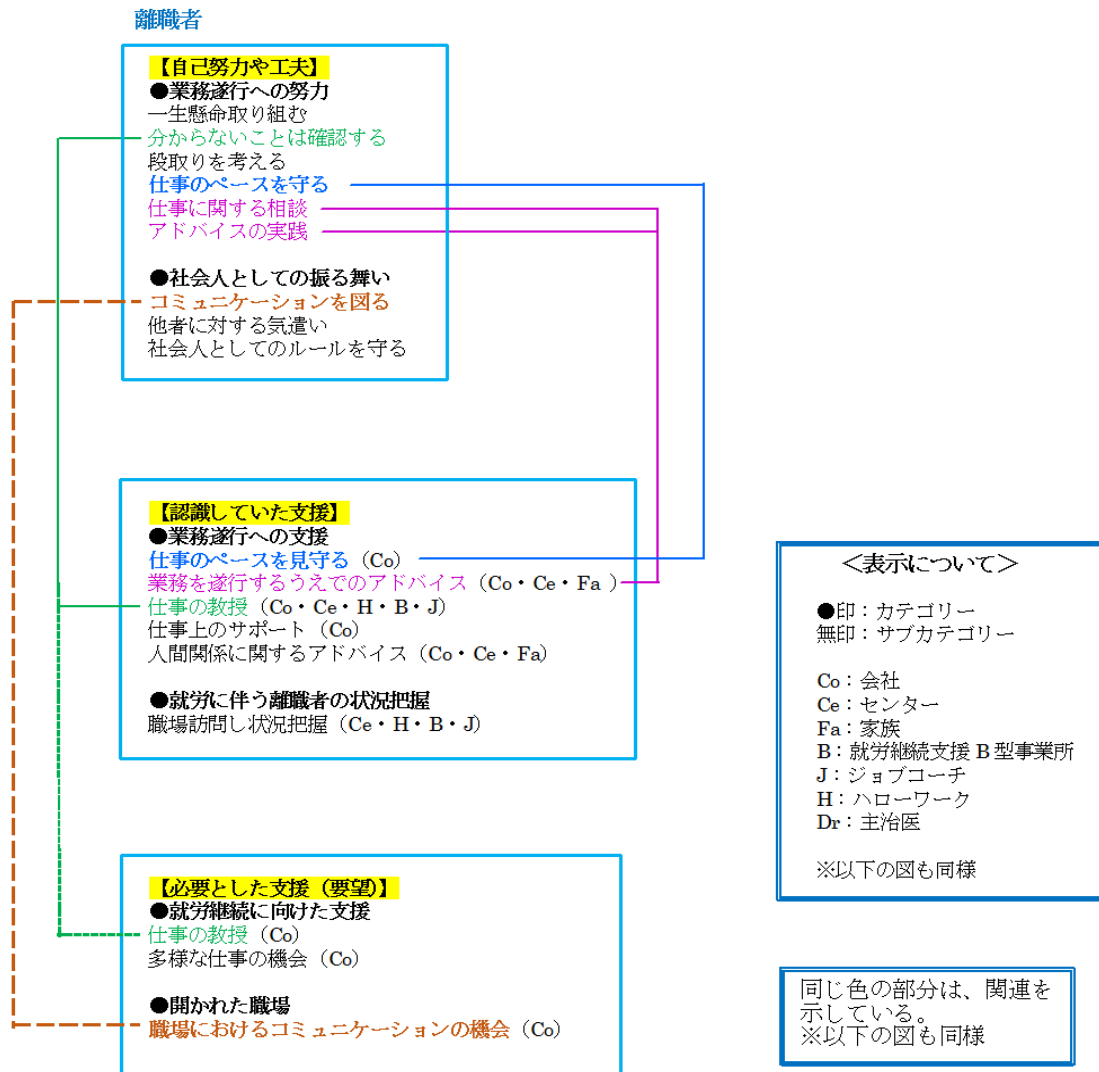 離職者
【自己努力や工夫】
●業務遂行への努力
一生懸命取り組む
分からないことは確認する
段取りを考える
仕事のペースを守る
仕事に関する相談
アドバイスの実践
●社会人としての振る舞い
コミュニケーションを図る
他者に対する気遣い
社会人としてのルールを守る
【認識していた支援】
●業務遂行への支援
仕事のペースを見守る（Co）
業務を遂行するうえでのアドバイス（Co・Ce・Fa ）
仕事の教授（Co・Ce・H・B・J）
仕事上のサポート（Co）
人間関係に関するアドバイス（Co・Ce・Fa）
●就労に伴う離職者の状況把握
職場訪問し状況把握（Ce・H・B・J）
【必要とした支援（要望）】
●就労継続に向けた支援
仕事の教授（Co）
多様な仕事の機会（Co）
●開かれた職場
職場におけるコミュニケーションの機会（Co）
＜表示について＞
●印：カテゴリー
無印：サブカテゴリー
Co：会社
Ce：センター
Fa：家族
B：就労継続支援 B 型事業所
J：ジョブコーチ
H：ハローワーク
Dr：主治医
※以下の図も同様
同じ色の部分は、関連を
示している。
※以下の図も同様